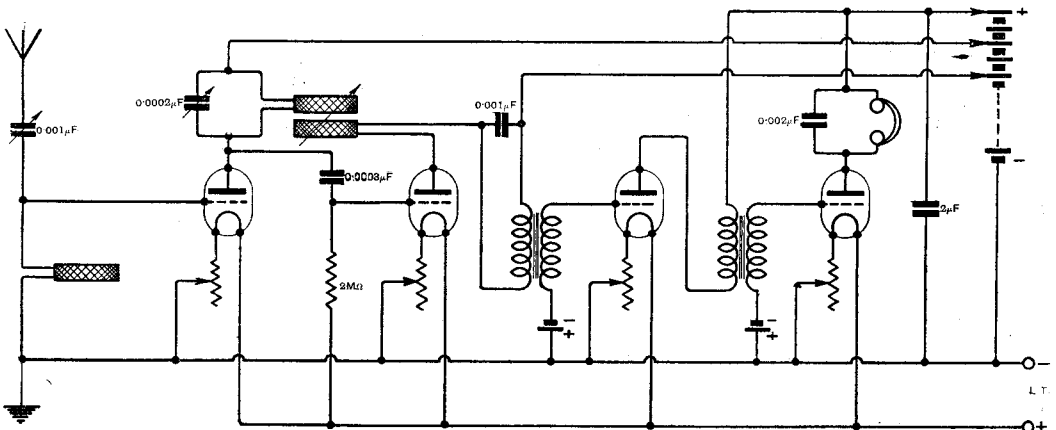 +
0·0002µF
0·001µF
0·001µF
0·002µF
−
0·0003µF
2µF
2MΩ
−
+
−
+
−
L.T.
+